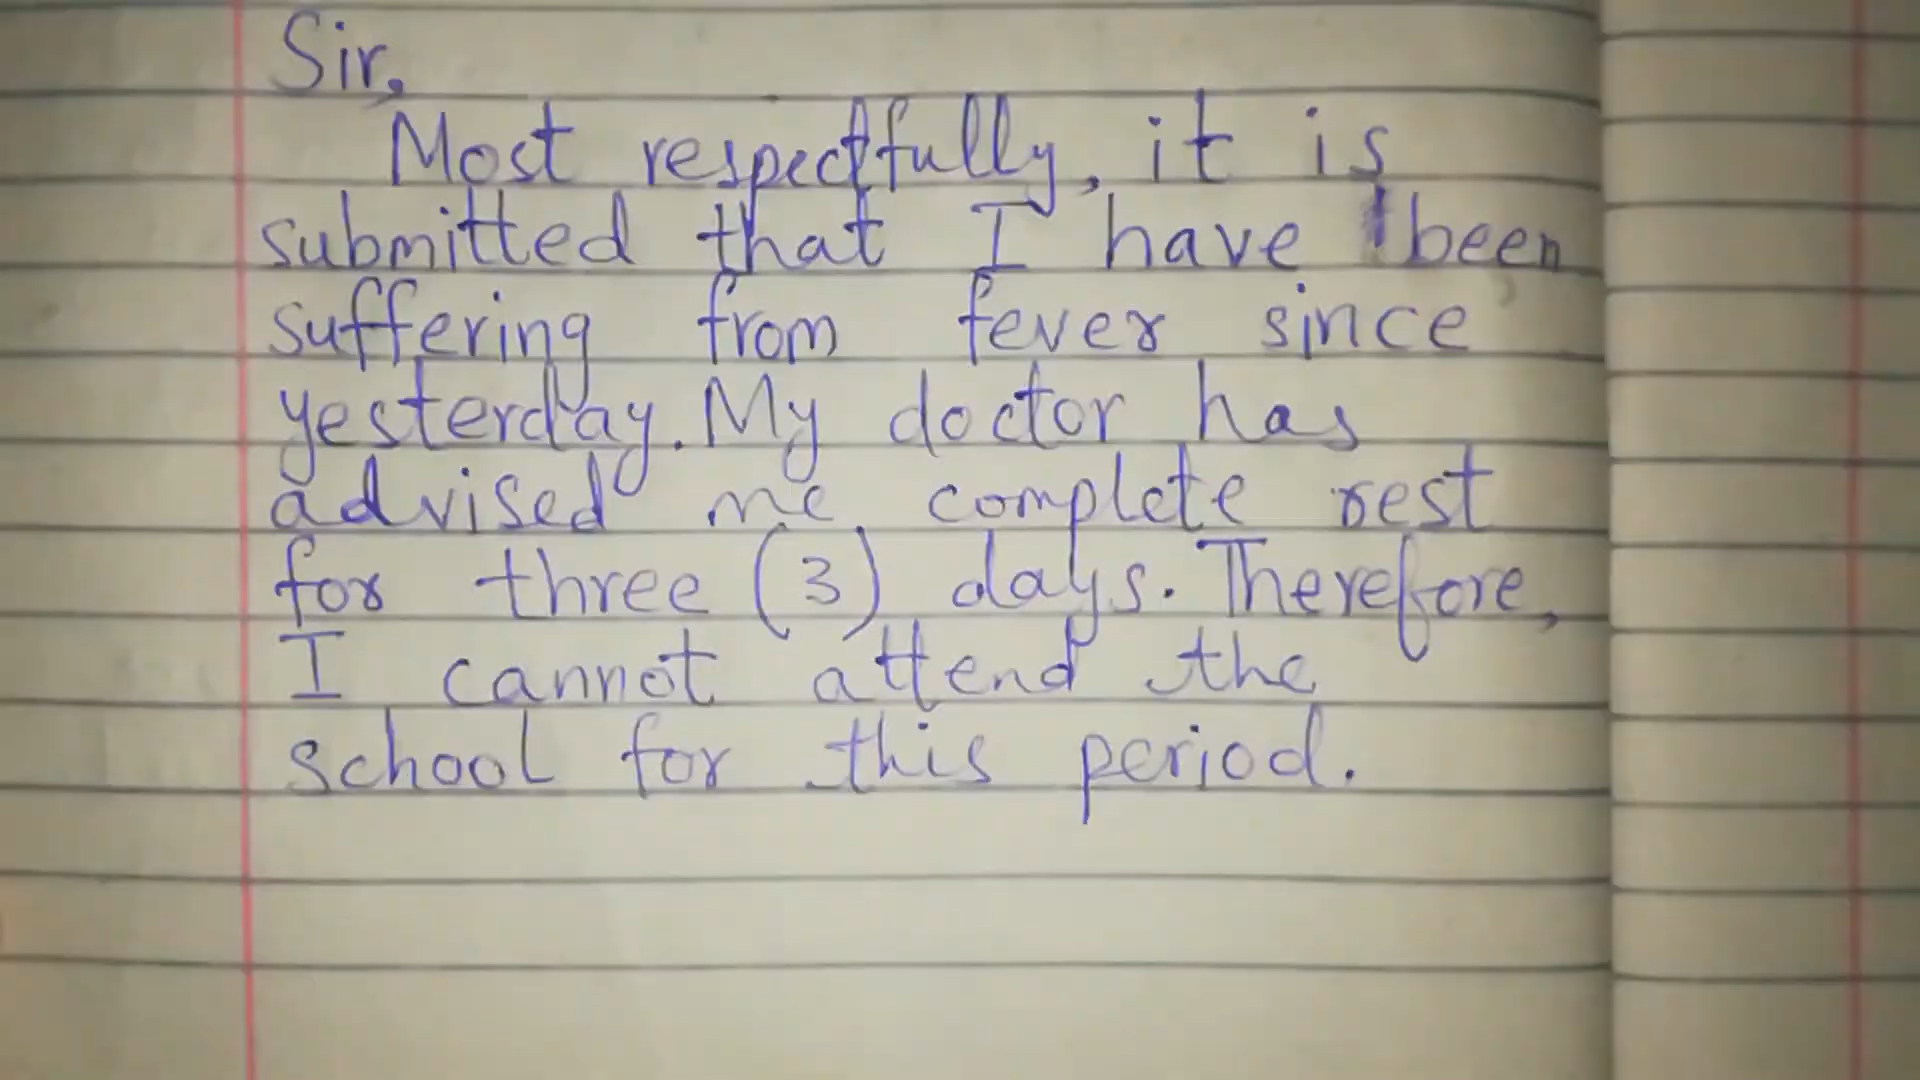 Sir,
Most respectfully, it is
submitted that I have been
suffering from fever since
yesterday. My doctor has
advised me complete rest
for three (3) days. Therefore,
I cannot attend the
school for this period.